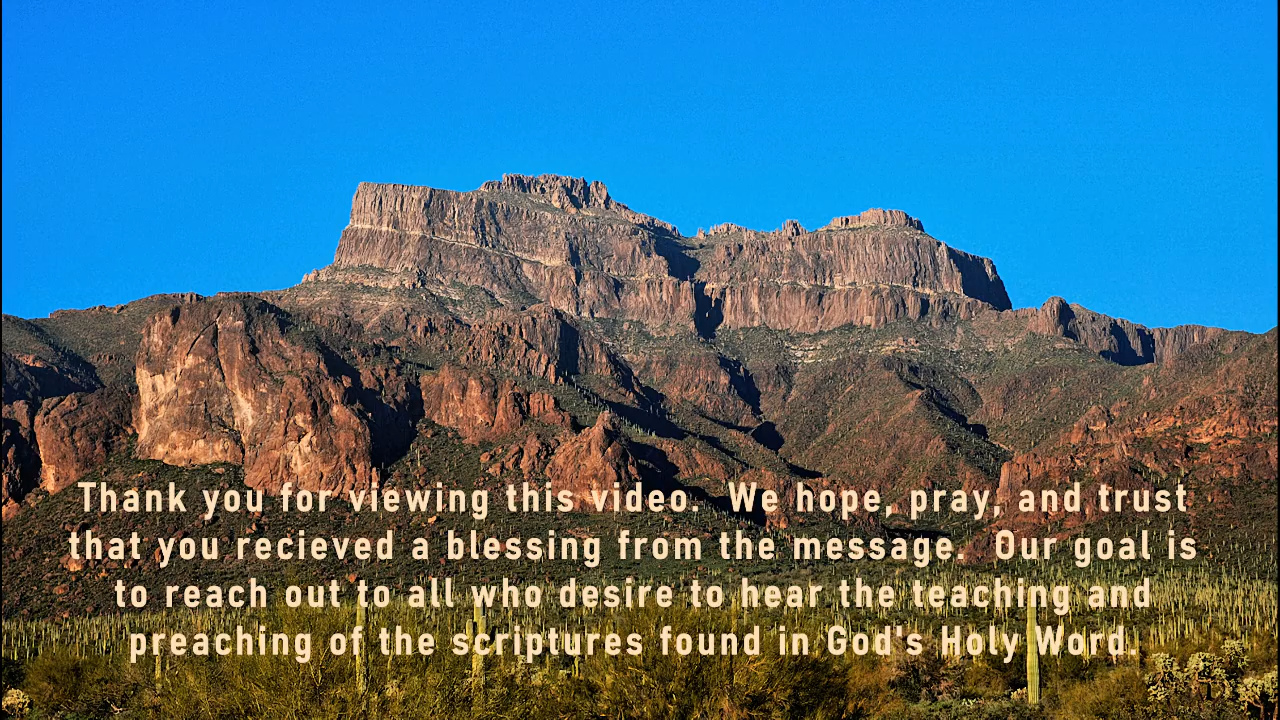 Thank you for viewing this video.  We hope, pray, and trust
that you recieved a blessing from the message.  Our goal is
to reach out to all who desire to hear the teaching and
preaching of the scriptures found in God's Holy Word.